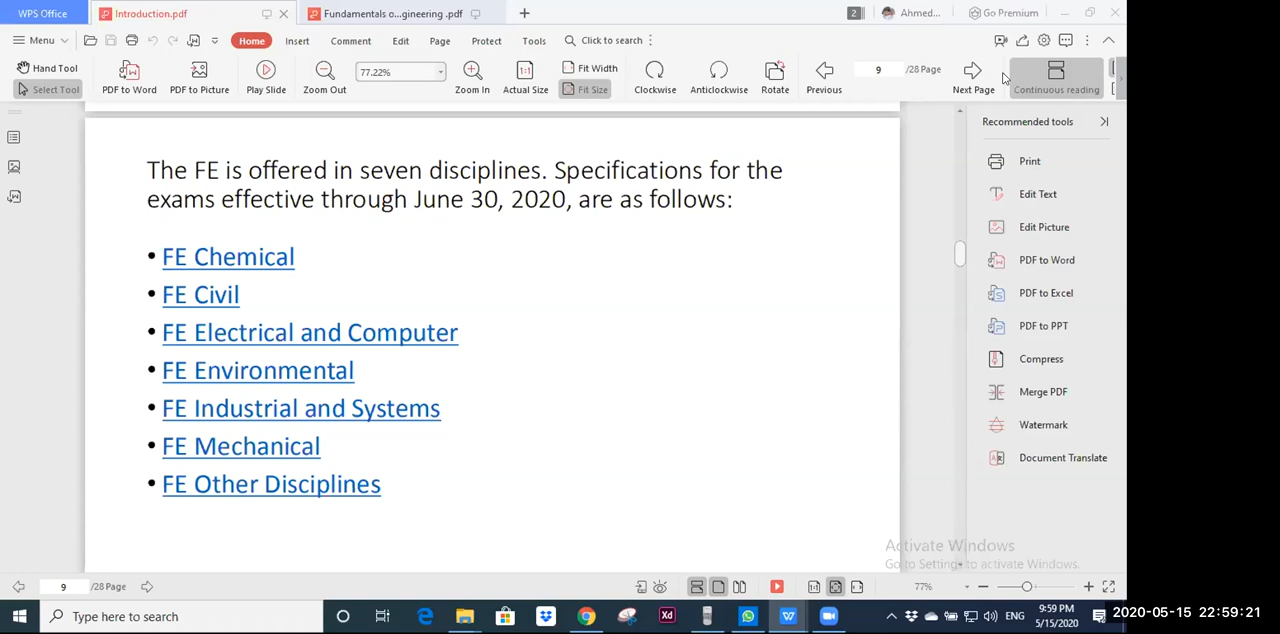 WPS Office
Introduction.pdf
Fundamentals o...gineering .pdf
2
Ahmed...
Go Premium
Menu
Home
Insert
Comment
Edit
Page
Protect
Tools
Click to search
Hand Tool
Select Tool
PDF to Word
PDF to Picture
Play Slide
Zoom Out
77.22%
Zoom In
1:1
Actual Size
Fit Width
Fit Size
Clockwise
Anticlockwise
Rotate
Previous
9
/28 Page
Next Page
Continuous reading
The FE is offered in seven disciplines. Specifications for the
exams effective through June 30, 2020, are as follows:
• FE Chemical
• FE Civil
• FE Electrical and Computer
• FE Environmental
• FE Industrial and Systems
• FE Mechanical
• FE Other Disciplines
Recommended tools
Print
Edit Text
Edit Picture
PDF to Word
PDF to Excel
PDF to PPT
Compress
Merge PDF
Watermark
Document Translate
Activate Windows
Go to Settings to activate Windows.
9
/28 Page
77%
Type here to search
Xd
ENG
9:59 PM
5/15/2020
2020-05-15 22:59:21